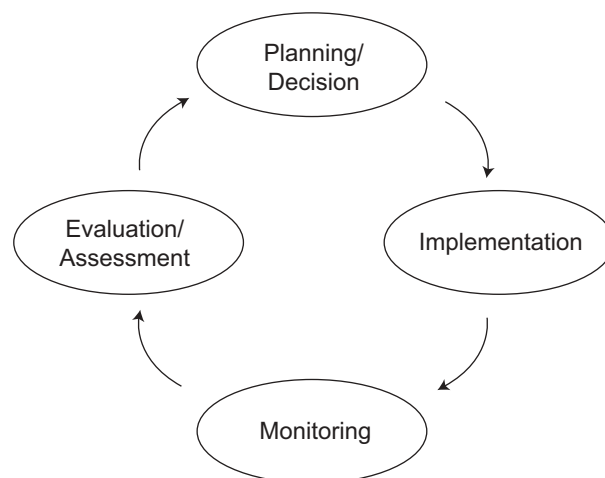 Planning/
Decision
Implementation
Monitoring
Evaluation/
Assessment